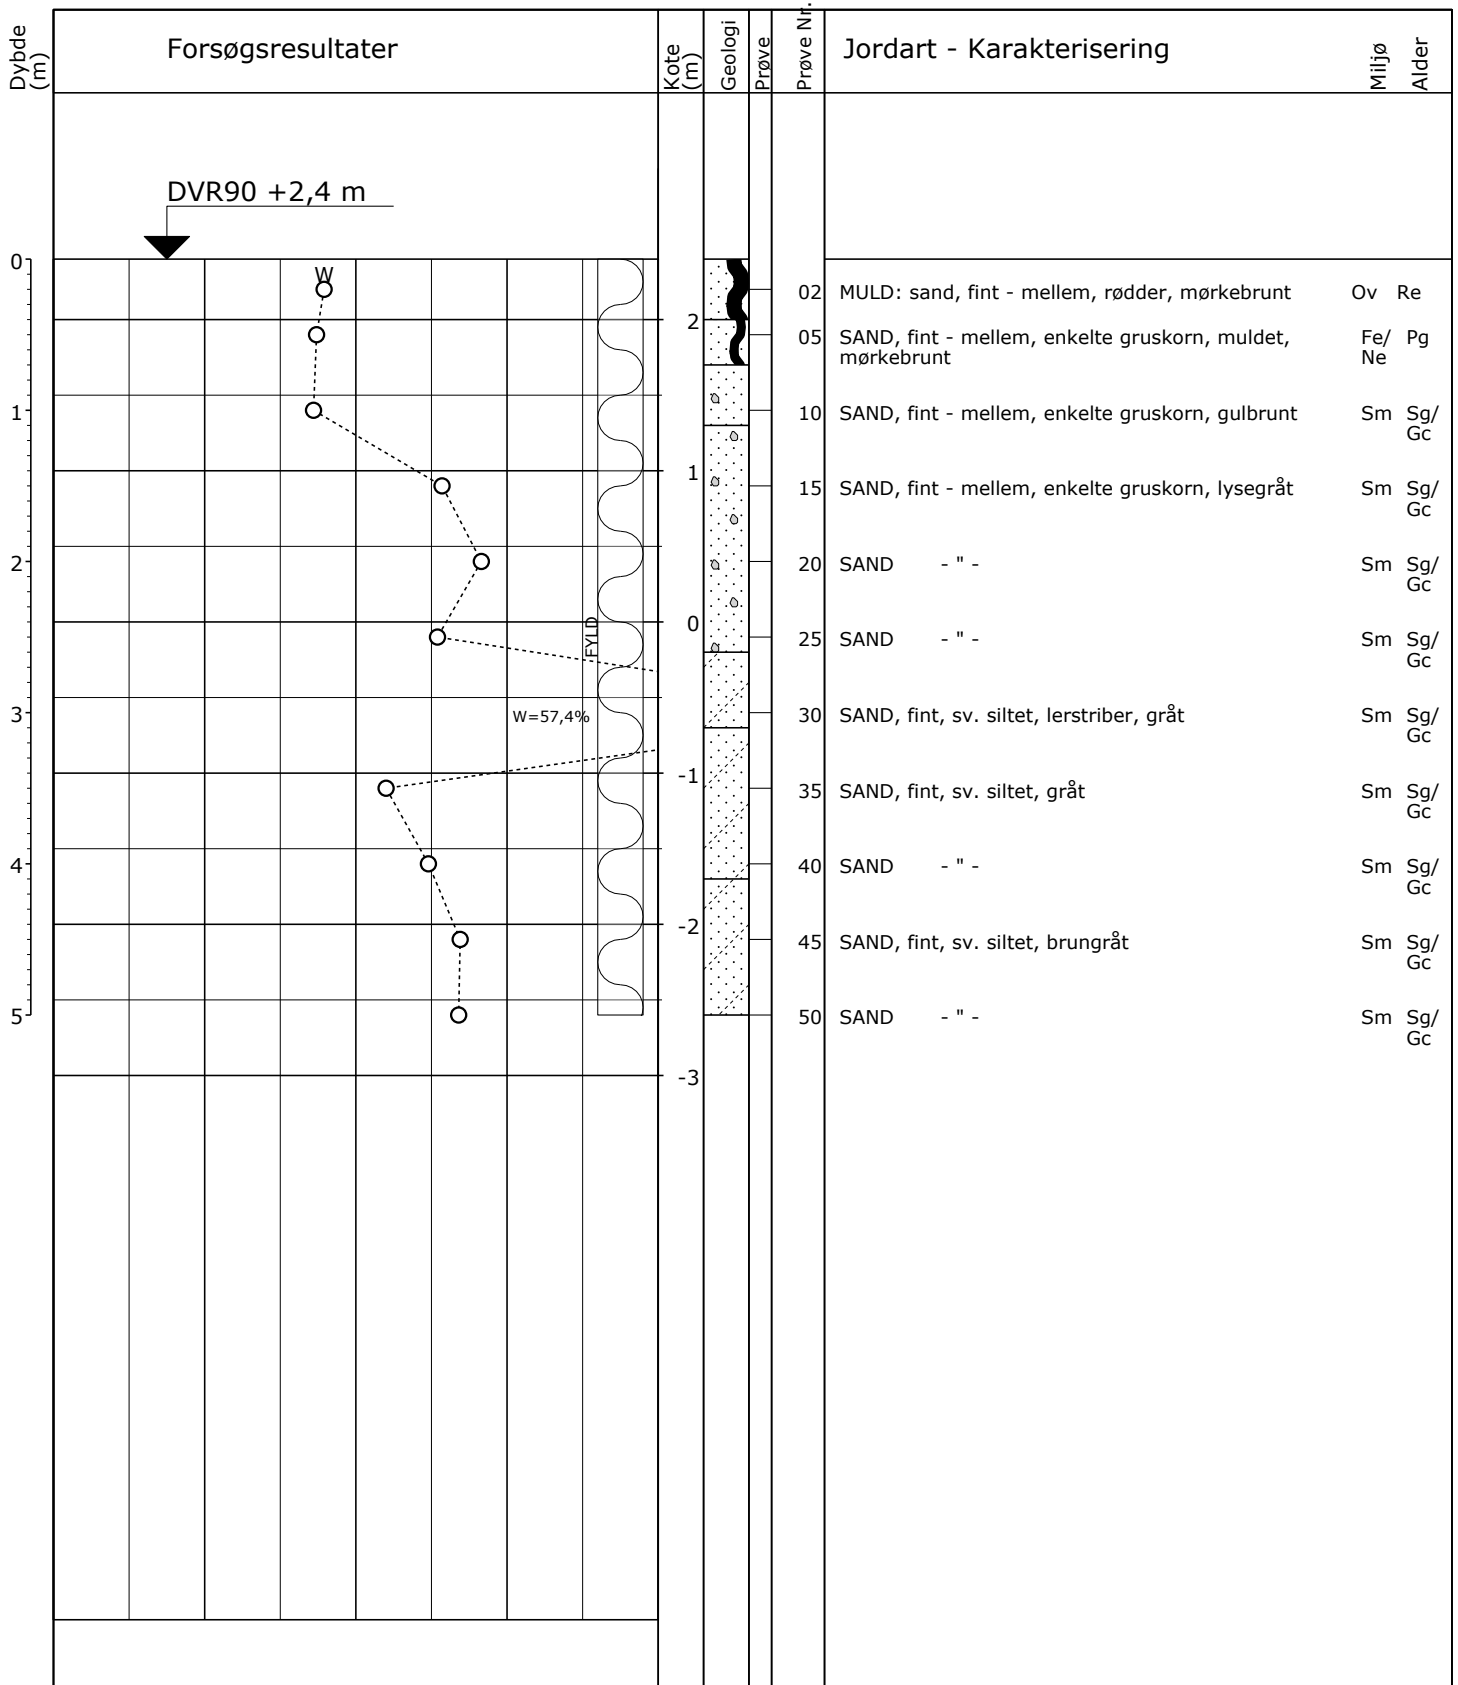 Dybde
(m)
Forsøgsresultater
Kote
(m)
Geologi
Prøve
Prøve Nr.
Jordart - Karakterisering
Miljø
Alder
DVR90 +2,4 m
0
W
02 MULD: sand, fint - mellem, rødder, mørkebrunt Ov Re
2
05 SAND, fint - mellem, enkelte gruskorn, muldet, Fe/ Pg
mørkebrunt Ne
1
10 SAND, fint - mellem, enkelte gruskorn, gulbrunt Sm Sg/
Gc
1
15 SAND, fint - mellem, enkelte gruskorn, lysegråt Sm Sg/
Gc
2
20 SAND - " - Sm Sg/
Gc
0
FYLD
25 SAND - " - Sm Sg/
Gc
3
W=57,4%
30 SAND, fint, sv. siltet, lerstriber, gråt Sm Sg/
Gc
-1
35 SAND, fint, sv. siltet, gråt Sm Sg/
Gc
4
40 SAND - " - Sm Sg/
Gc
-2
45 SAND, fint, sv. siltet, brungråt Sm Sg/
Gc
5
50 SAND - " - Sm Sg/
Gc
-3